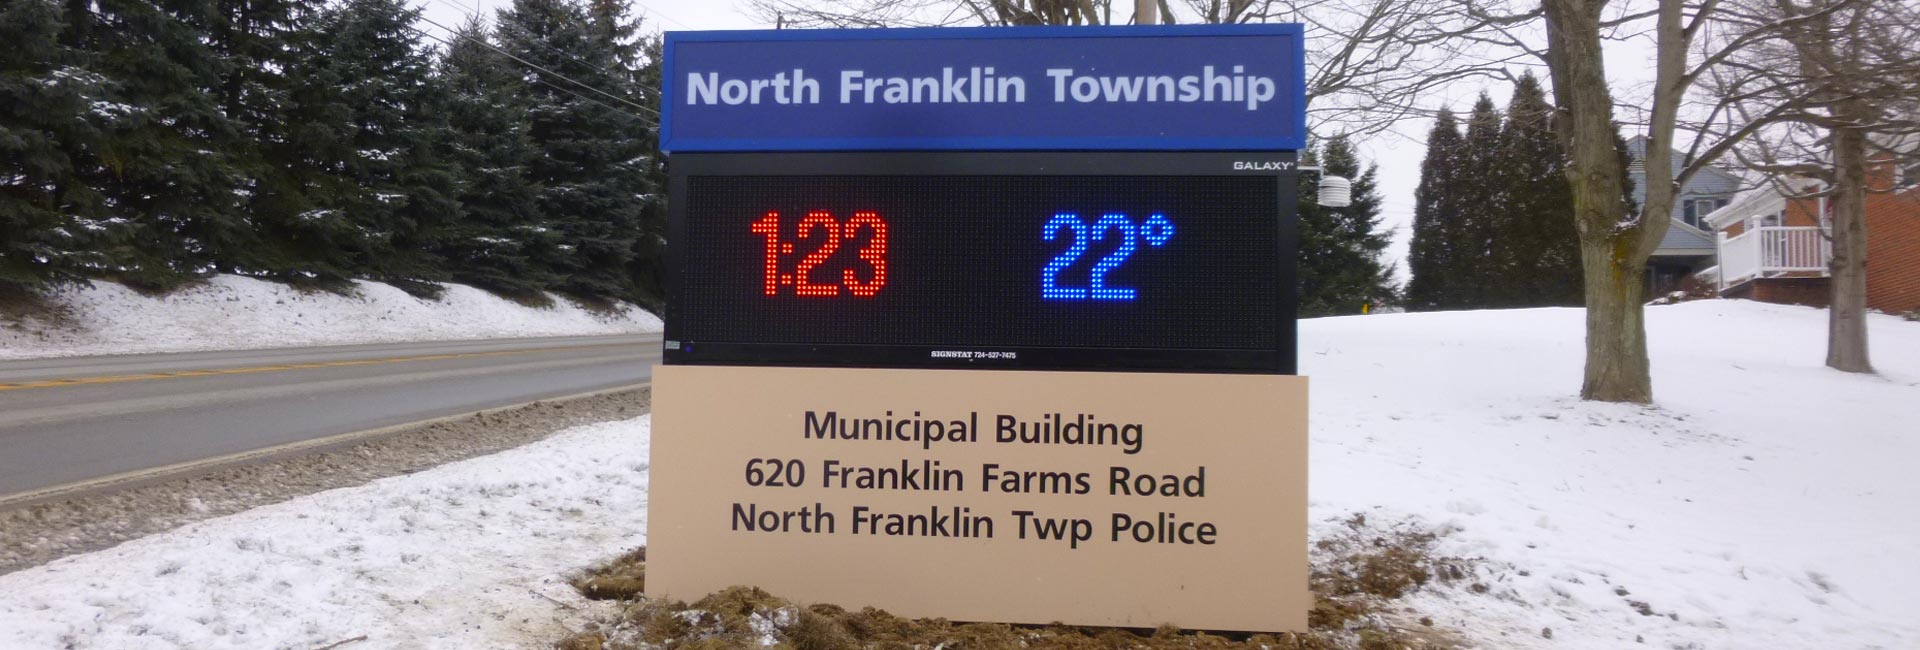 North Franklin Township
GALAXY
1:23 22°
SIGNSTAT 724-527-7475
Municipal Building
620 Franklin Farms Road
North Franklin Twp Police